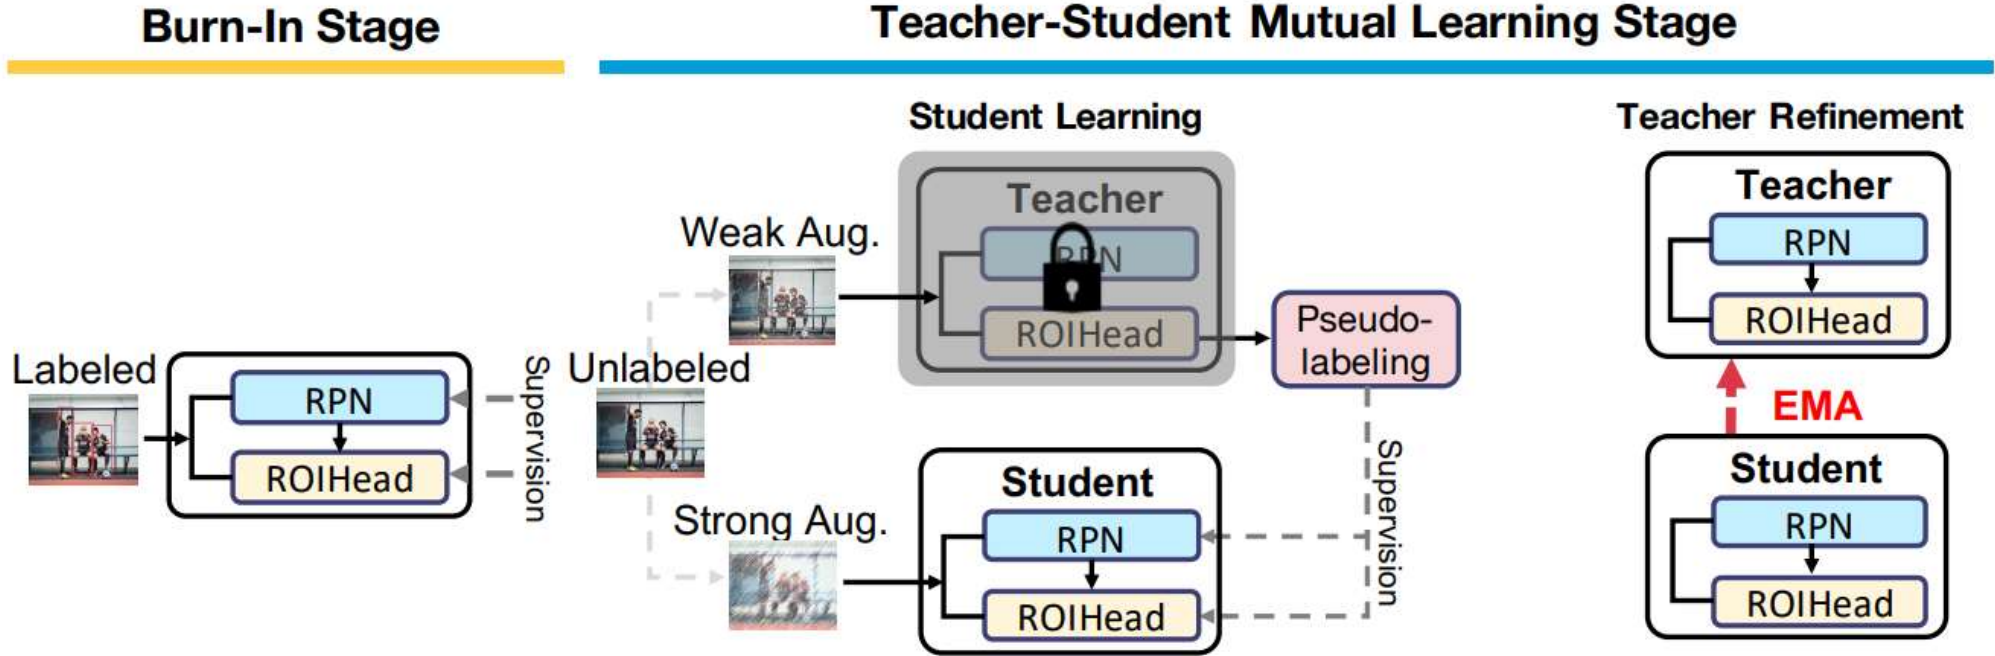 Burn-In Stage
Teacher-Student Mutual Learning Stage
Labeled
RPN
ROIHead
Supervision
Student Learning
Unlabeled
Weak Aug.
Teacher
RPN
ROIHead
Pseudo-
labeling
Strong Aug.
Student
RPN
ROIHead
Supervision
Teacher Refinement
Teacher
RPN
ROIHead
EMA
Student
RPN
ROIHead